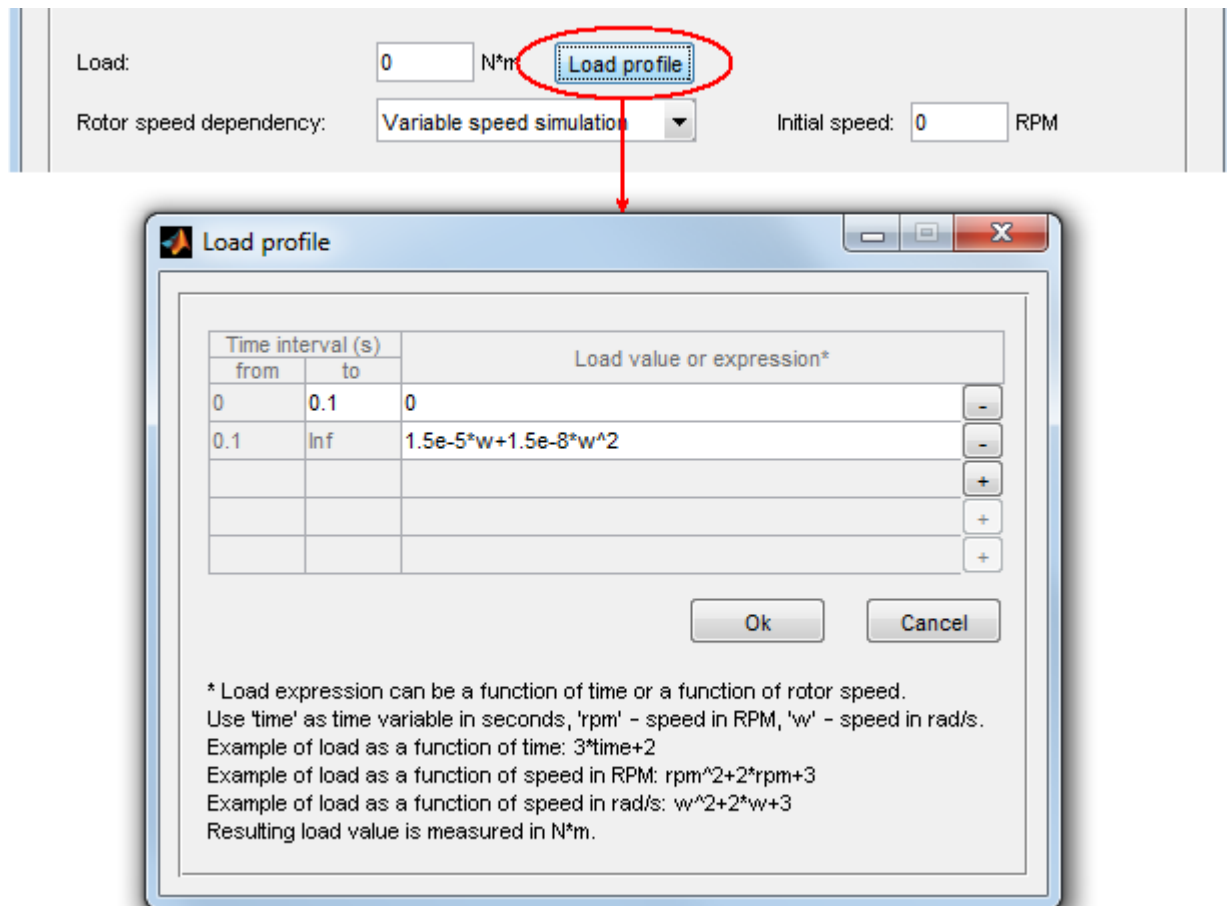 Load: 0 N*m Load profile
Rotor speed dependency: Variable speed simulation Initial speed: 0 RPM
Load profile
Time interval (s) Load value or expression*
from to
0 0.1 0 -
0.1 Inf 1.5e-5*w+1.5e-8*w^2 -
+
+
+
Ok Cancel
* Load expression can be a function of time or a function of rotor speed.
Use 'time' as time variable in seconds, 'rpm' - speed in RPM, 'w' - speed in rad/s.
Example of load as a function of time: 3*time+2
Example of load as a function of speed in RPM: rpm^2+2*rpm+3
Example of load as a function of speed in rad/s: w^2+2*w+3
Resulting load value is measured in N*m.